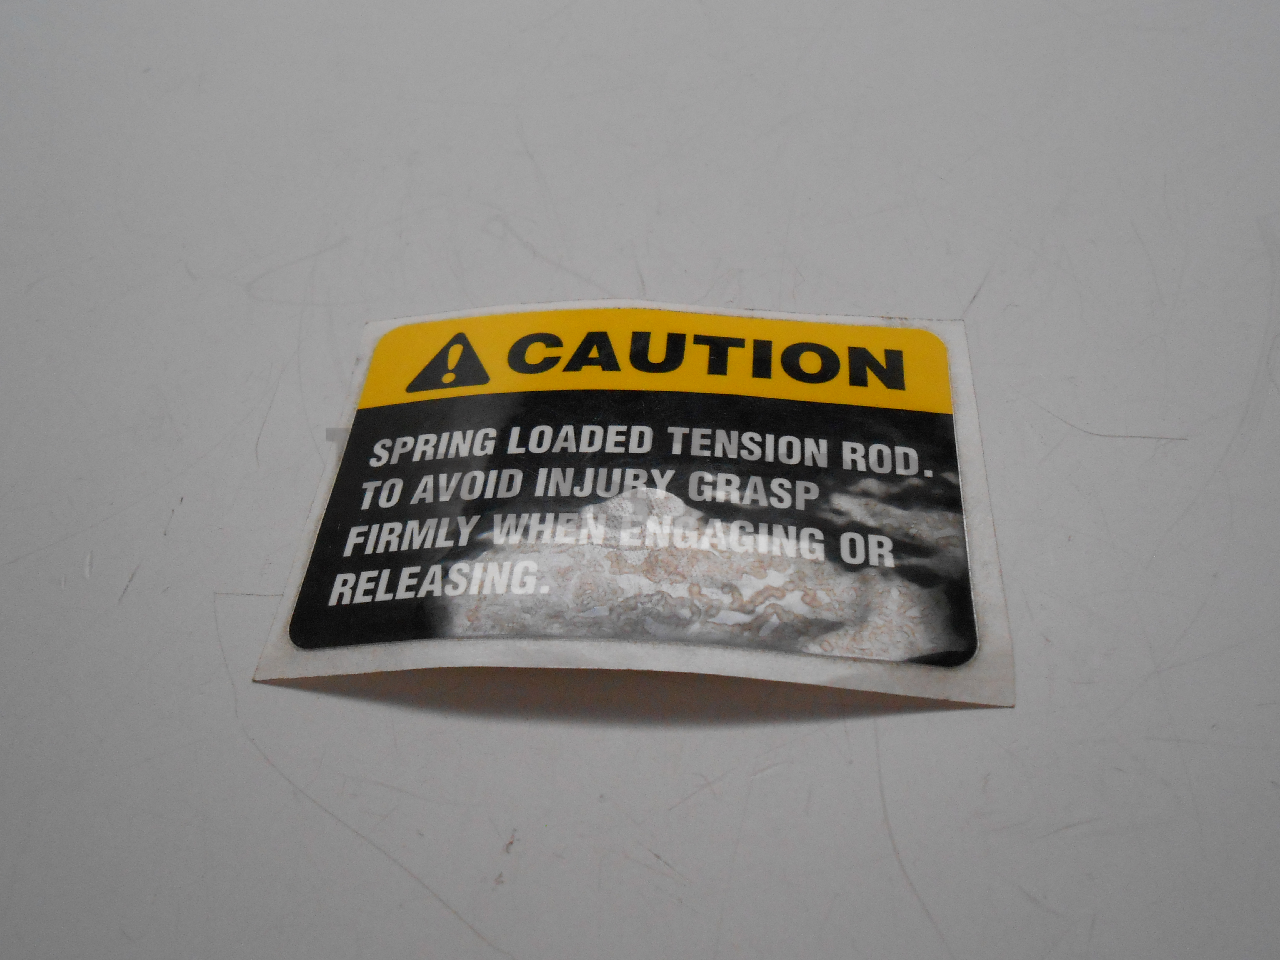 CAUTION
SPRING LOADED TENSION ROD.
TO AVOID INJURY GRASP
FIRMLY WHEN ENGAGING OR
RELEASING.